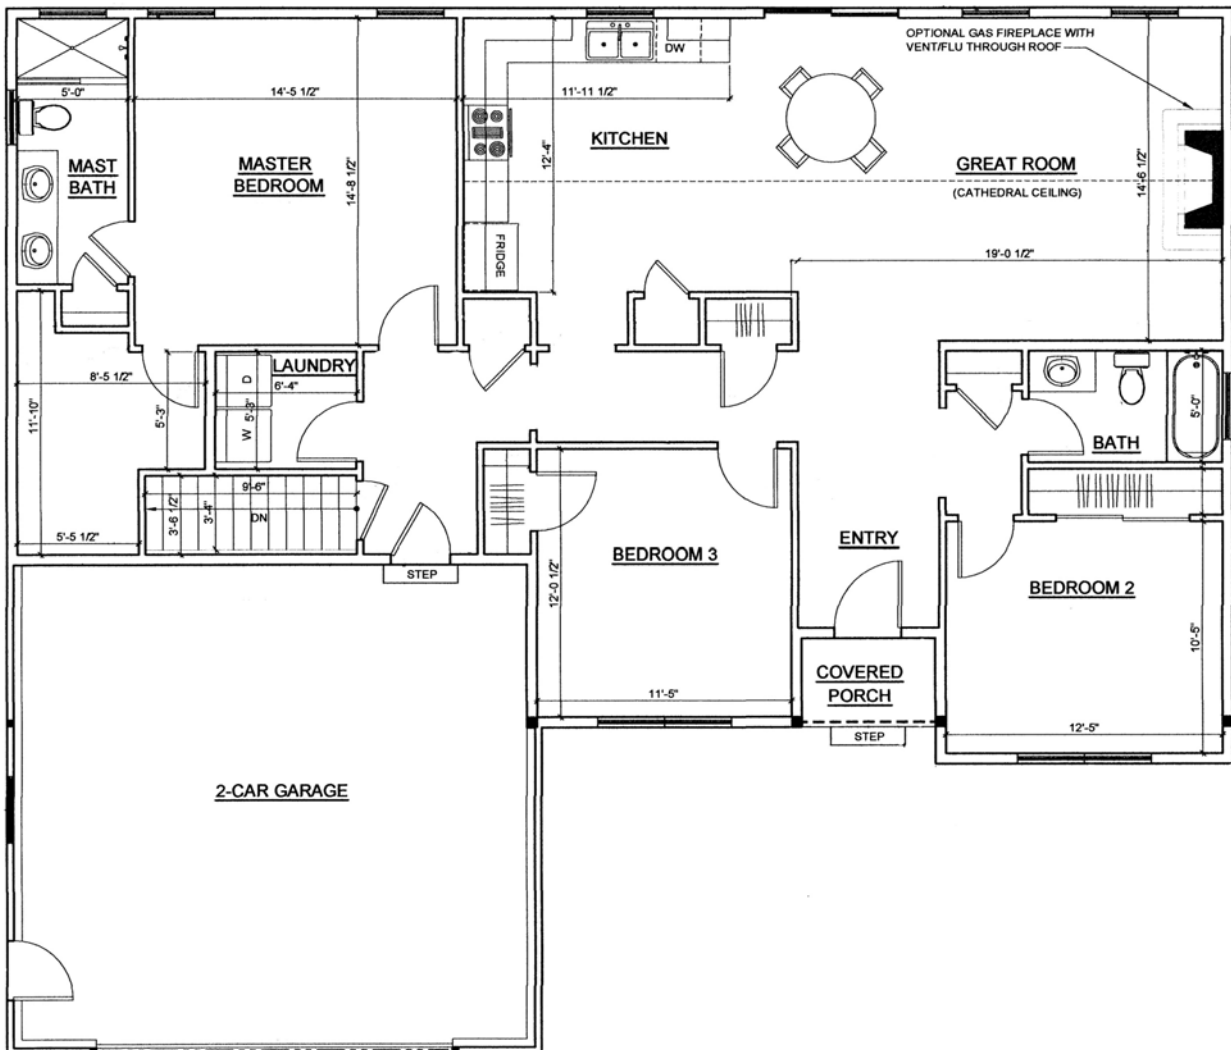 OPTIONAL GAS FIREPLACE WITH
VENT/FLU THROUGH ROOF
DW
5'-0"
14'-5 1/2"
11'-11 1/2"
KITCHEN
12'-4"
MAST
BATH
MASTER
BEDROOM
14'-8 1/2"
GREAT ROOM
(CATHEDRAL CEILING)
14'-6 1/2"
FRIDGE
19'-0 1/2"
LAUNDRY
8'-5 1/2"
D
6'-4"
5'-3"
W
5'-3"
11'-10"
5'-0"
BATH
9'-6"
DN
3'-6 1/2"
3'-4"
5'-5 1/2"
STEP
BEDROOM 3
12'-0 1/2"
11'-5"
ENTRY
BEDROOM 2
10'-5"
12'-5"
COVERED
PORCH
STEP
2-CAR GARAGE